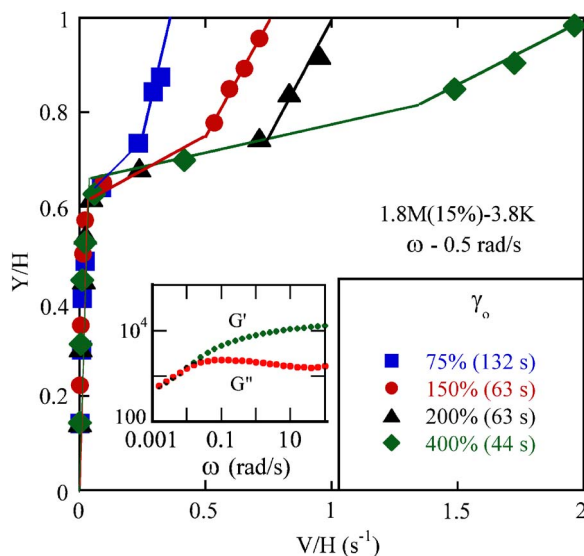 1
0.8
0.6
0.4
0.2
0
Y/H
0
0.5
1
1.5
2
V/H (s⁻¹)
1.8M(15%)-3.8K
ω - 0.5 rad/s
γₒ
75% (132 s)
150% (63 s)
200% (63 s)
400% (44 s)
G'
G"
10⁴
100
0.001
0.1
10
ω (rad/s)